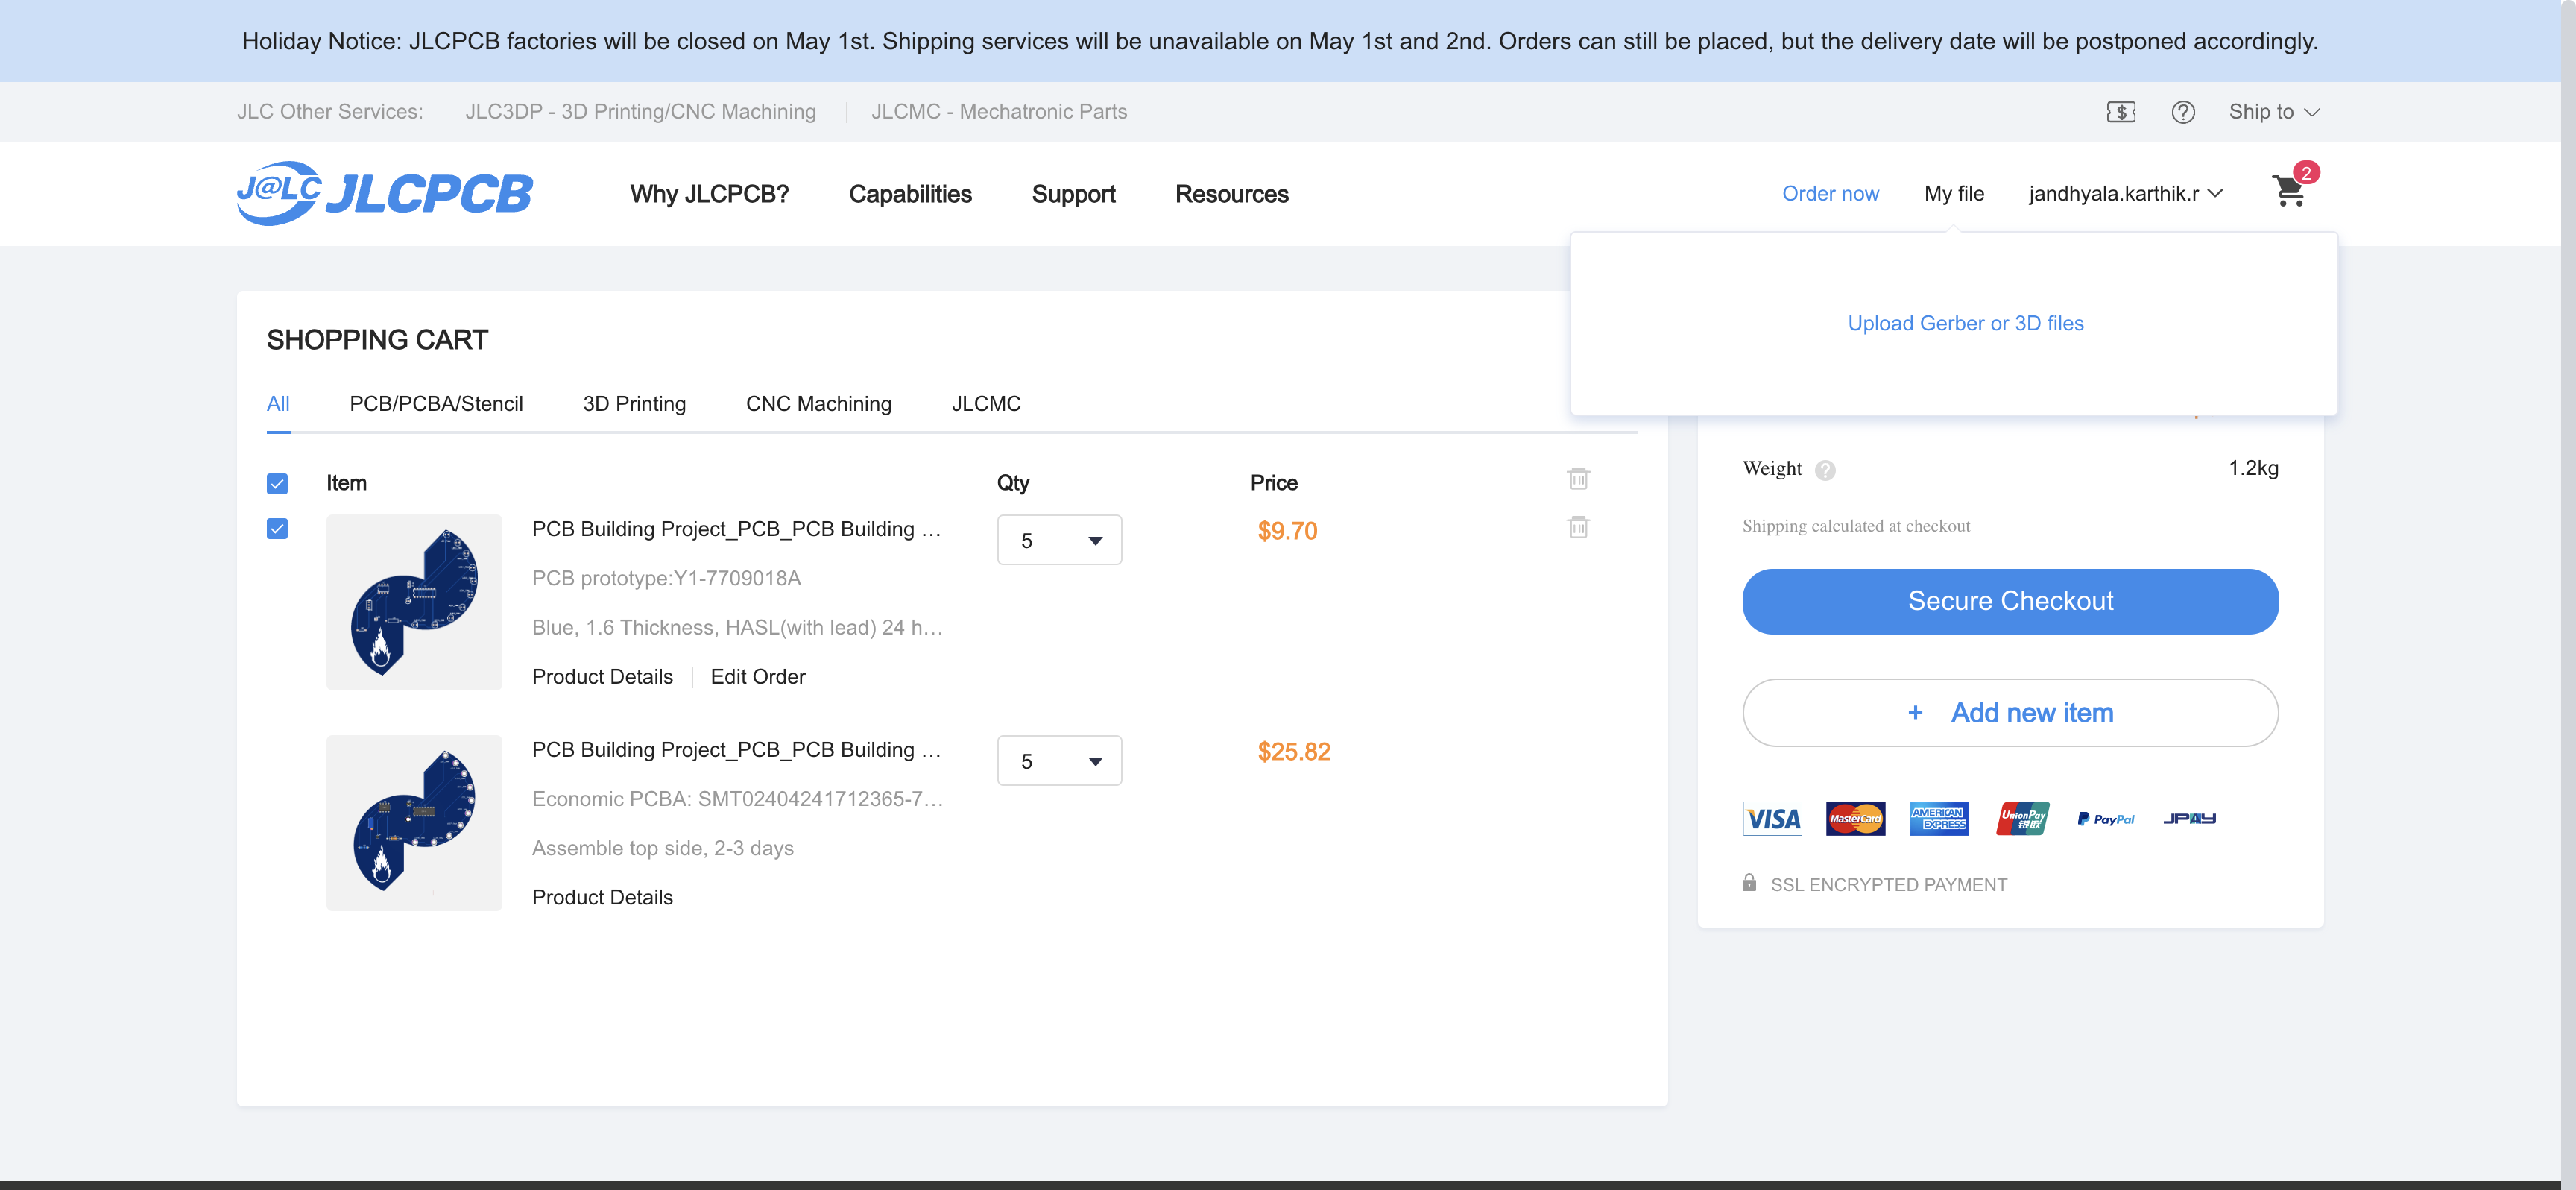 Holiday Notice: JLCPCB factories will be closed on May 1st. Shipping services will be unavailable on May 1st and 2nd. Orders can still be placed, but the delivery date will be postponed accordingly.
JLC Other Services: JLC3DP - 3D Printing/CNC Machining | JLCMC - Mechatronic Parts
$ ? Ship to
J@LC JLCPCB Why JLCPCB? Capabilities Support Resources Order now My file jandhyala.karthik.r 2
Upload Gerber or 3D files
SHOPPING CART
All PCB/PCBA/Stencil 3D Printing CNC Machining JLCMC
Item Qty Price
PCB Building Project_PCB_PCB Building … 5 $9.70
PCB prototype:Y1-7709018A
Blue, 1.6 Thickness, HASL(with lead) 24 h…
Product Details | Edit Order
PCB Building Project_PCB_PCB Building … 5 $25.82
Economic PCBA: SMT02404241712365-7…
Assemble top side, 2-3 days
Product Details
Weight ? 1.2kg
Shipping calculated at checkout
Secure Checkout
+ Add new item
VISA MasterCard AMERICAN EXPRESS UnionPay 银联 PayPal JPAY
SSL ENCRYPTED PAYMENT